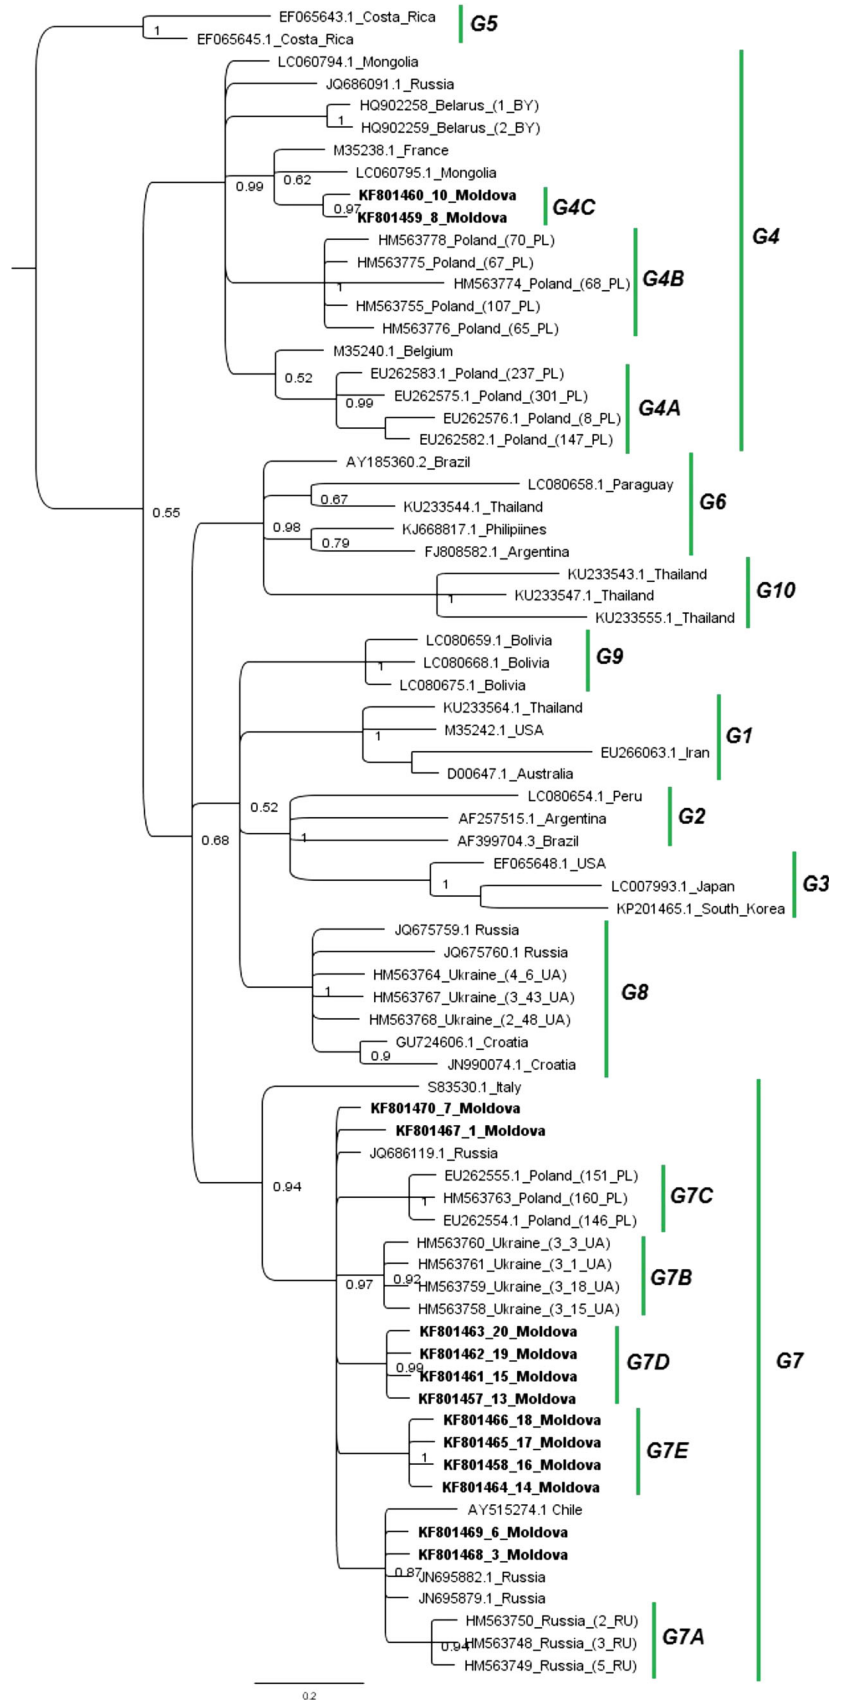 EF065643.1_Costa_Rica
G5
1
EF065645.1_Costa_Rica
LC060794.1_Mongolia
JQ686091.1_Russia
HQ902258_Belarus_(1_BY)
1
HQ902259_Belarus_(2_BY)
M35238.1_France
LC060795.1_Mongolia
0.99
0.62
KF801460_10_Moldova
0.97
KF801459_8_Moldova
G4C
G4
HM563778_Poland_(70_PL)
HM563775_Poland_(67_PL)
1
HM563774_Poland_(68_PL)
G4B
HM563755_Poland_(107_PL)
HM563776_Poland_(65_PL)
M35240.1_Belgium
0.52
EU262583.1_Poland_(237_PL)
0.99
EU262575.1_Poland_(301_PL)
G4A
EU262576.1_Poland_(8_PL)
EU262582.1_Poland_(147_PL)
AY185360.2_Brazil
LC080658.1_Paraguay
0.67
G6
0.55
KU233544.1_Thailand
0.98
KJ668817.1_Philipiines
0.79
FJ808582.1_Argentina
KU233543.1_Thailand
1
KU233547.1_Thailand
G10
KU233555.1_Thailand
LC080659.1_Bolivia
1
LC080668.1_Bolivia
G9
LC080675.1_Bolivia
KU233564.1_Thailand
1
M35242.1_USA
G1
EU266063.1_Iran
D00647.1_Australia
LC080654.1_Peru
0.52
AF257515.1_Argentina
G2
0.68
1
AF399704.3_Brazil
EF065648.1_USA
1
LC007993.1_Japan
G3
KP201465.1_South_Korea
JQ675759.1 Russia
JQ675760.1 Russia
HM563764_Ukraine_(4_6_UA)
1
HM563767_Ukraine_(3_43_UA)
G8
HM563768_Ukraine_(2_48_UA)
GU724606.1_Croatia
0.9
JN990074.1_Croatia
S83530.1_Italy
KF801470_7_Moldova
KF801467_1_Moldova
JQ686119.1_Russia
EU262555.1_Poland_(151_PL)
0.94
1
HM563763_Poland_(160_PL)
G7C
EU262554.1_Poland_(146_PL)
HM563760_Ukraine_(3_3_UA)
HM563761_Ukraine_(3_1_UA)
0.97
0.92
HM563759_Ukraine_(3_18_UA)
G7B
HM563758_Ukraine_(3_15_UA)
KF801463_20_Moldova
KF801462_19_Moldova
0.99
KF801461_15_Moldova
G7D
G7
KF801457_13_Moldova
KF801466_18_Moldova
KF801465_17_Moldova
1
KF801458_16_Moldova
G7E
KF801464_14_Moldova
AY515274.1 Chile
KF801469_6_Moldova
KF801468_3_Moldova
0.87
JN695882.1_Russia
JN695879.1_Russia
HM563750_Russia_(2_RU)
0.94
HM563748_Russia_(3_RU)
G7A
HM563749_Russia_(5_RU)
0.2